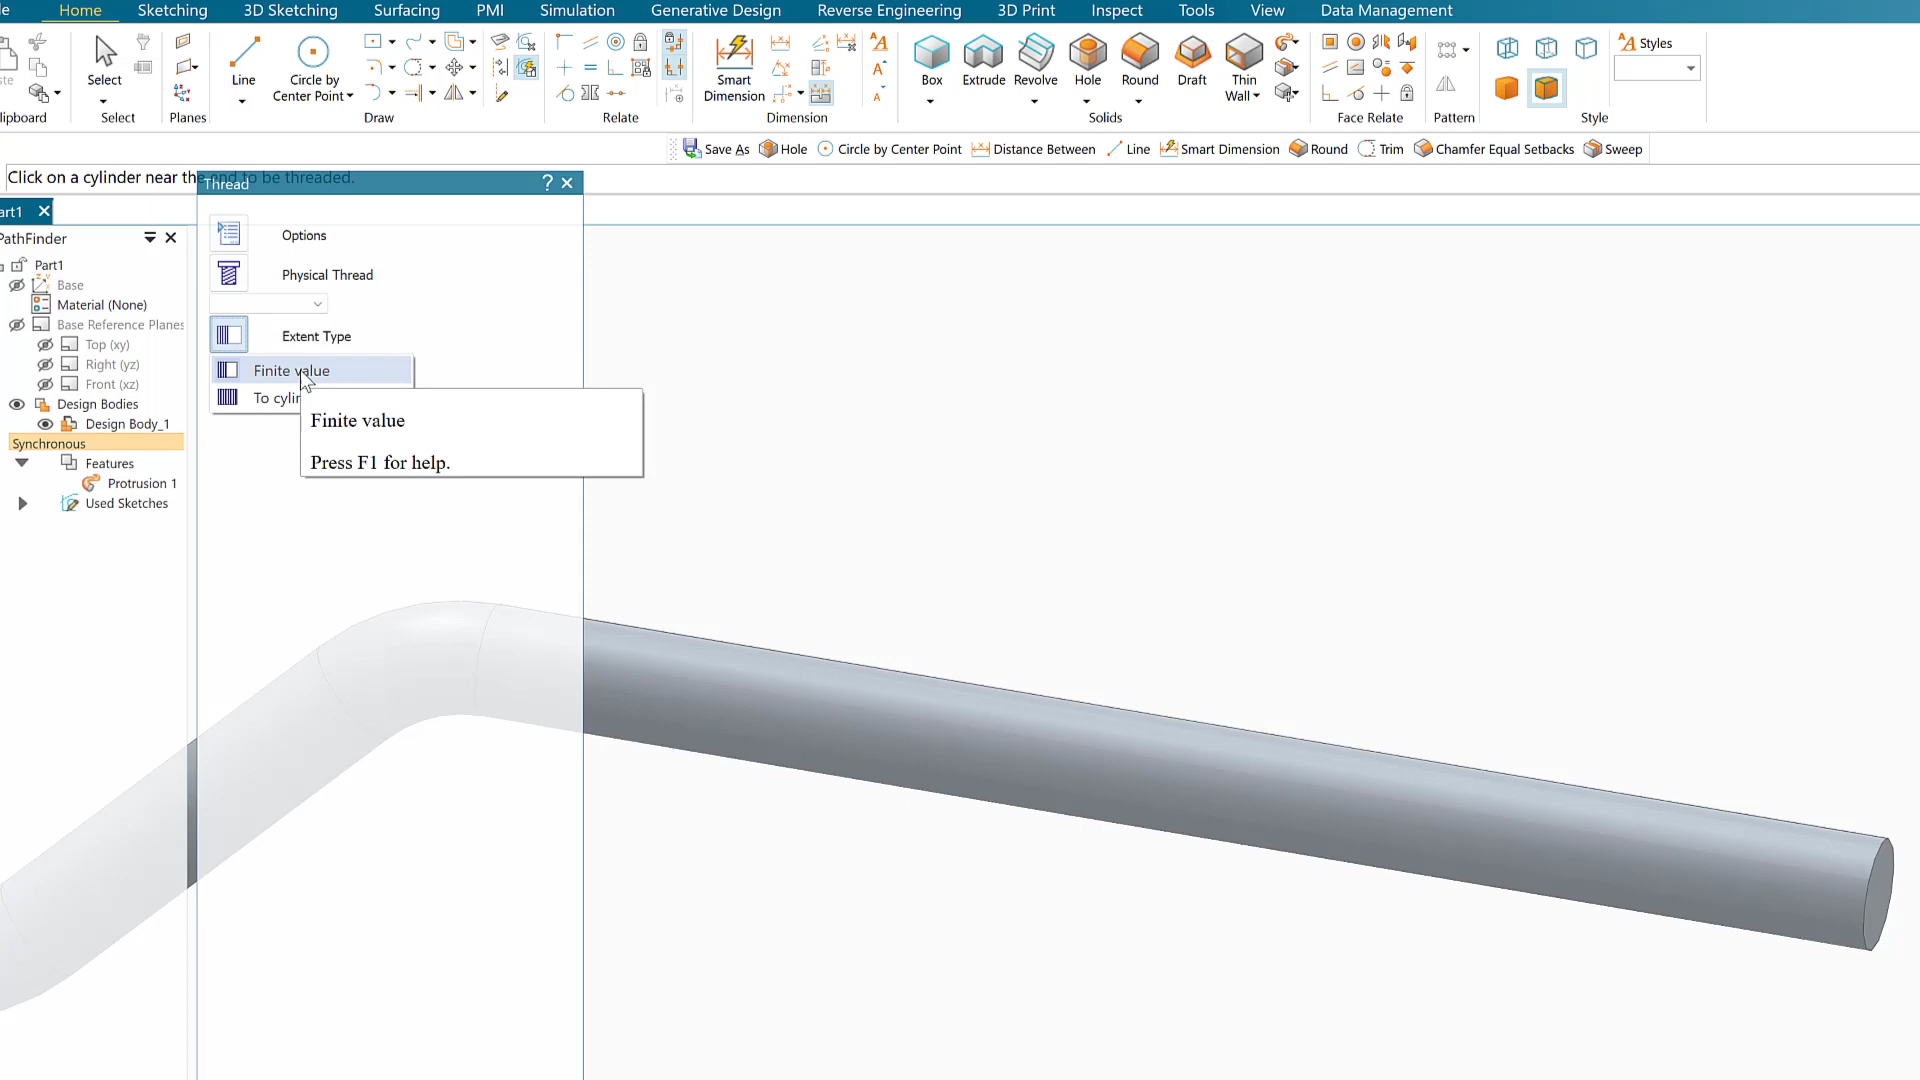 Home Sketching 3D Sketching Surfacing PMI Simulation Generative Design Reverse Engineering 3D Print Inspect Tools View Data Management
Select
Line
Circle by
Center Point
Smart
Dimension
Box Extrude Revolve Hole Round Draft Thin
Wall
Styles
lipboard Select Planes Draw Relate Dimension Solids Face Relate Pattern Style
Save As Hole Circle by Center Point Distance Between Line Smart Dimension Round Trim Chamfer Equal Setbacks Sweep
Click on a cylinder near the end to be threaded.
Thread ?
art1
PathFinder
Part1
Base
Material (None)
Base Reference Planes
Top (xy)
Right (yz)
Front (xz)
Design Bodies
Design Body_1
Synchronous
Features
Protrusion 1
Used Sketches
Options
Physical Thread
Extent Type
Finite value
To cylin
Finite value
Press F1 for help.